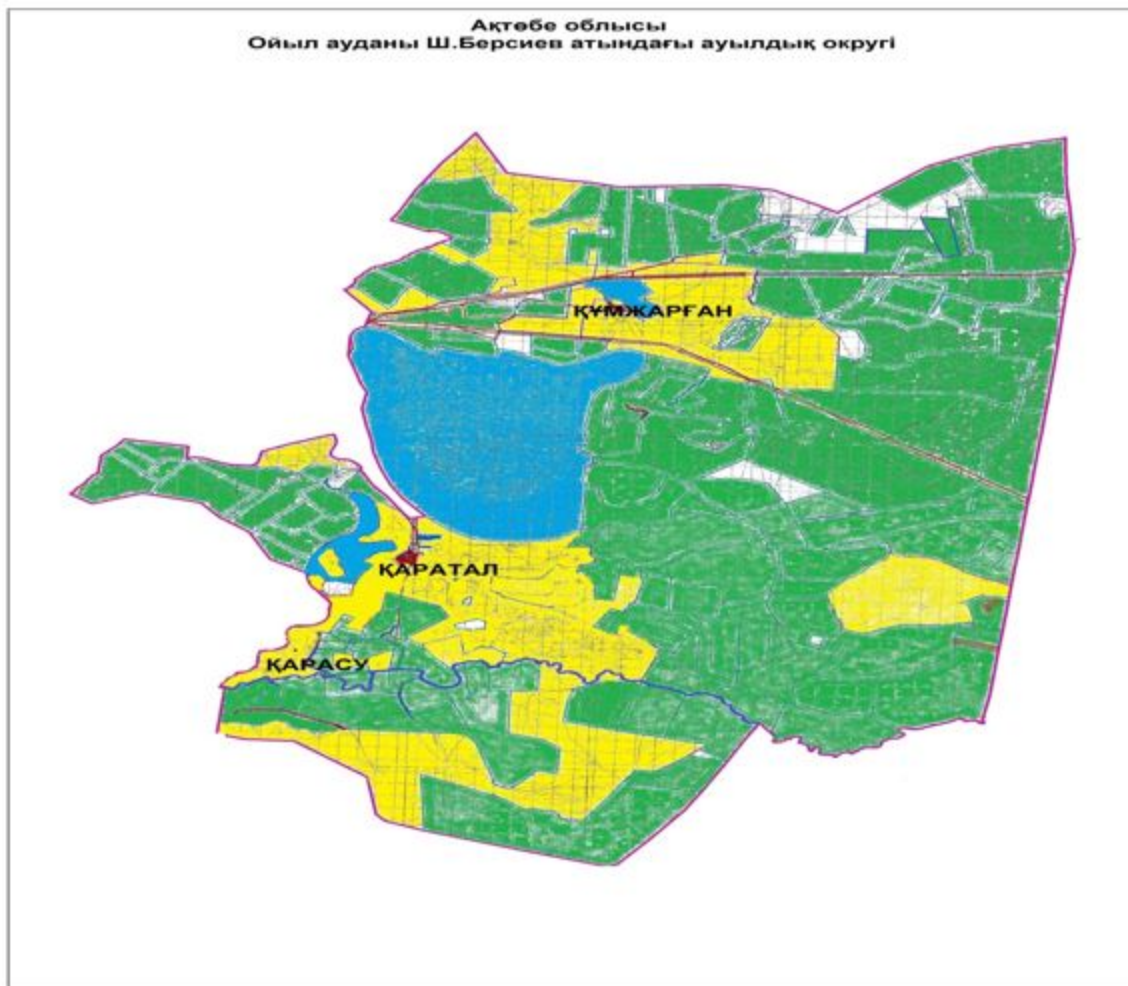 Ақтөбе облысы
Ойыл ауданы Ш.Берсиев атындағы ауылдық округі
ҚҰМЖАРҒАН
ҚАРАТАЛ
ҚАРАСУ